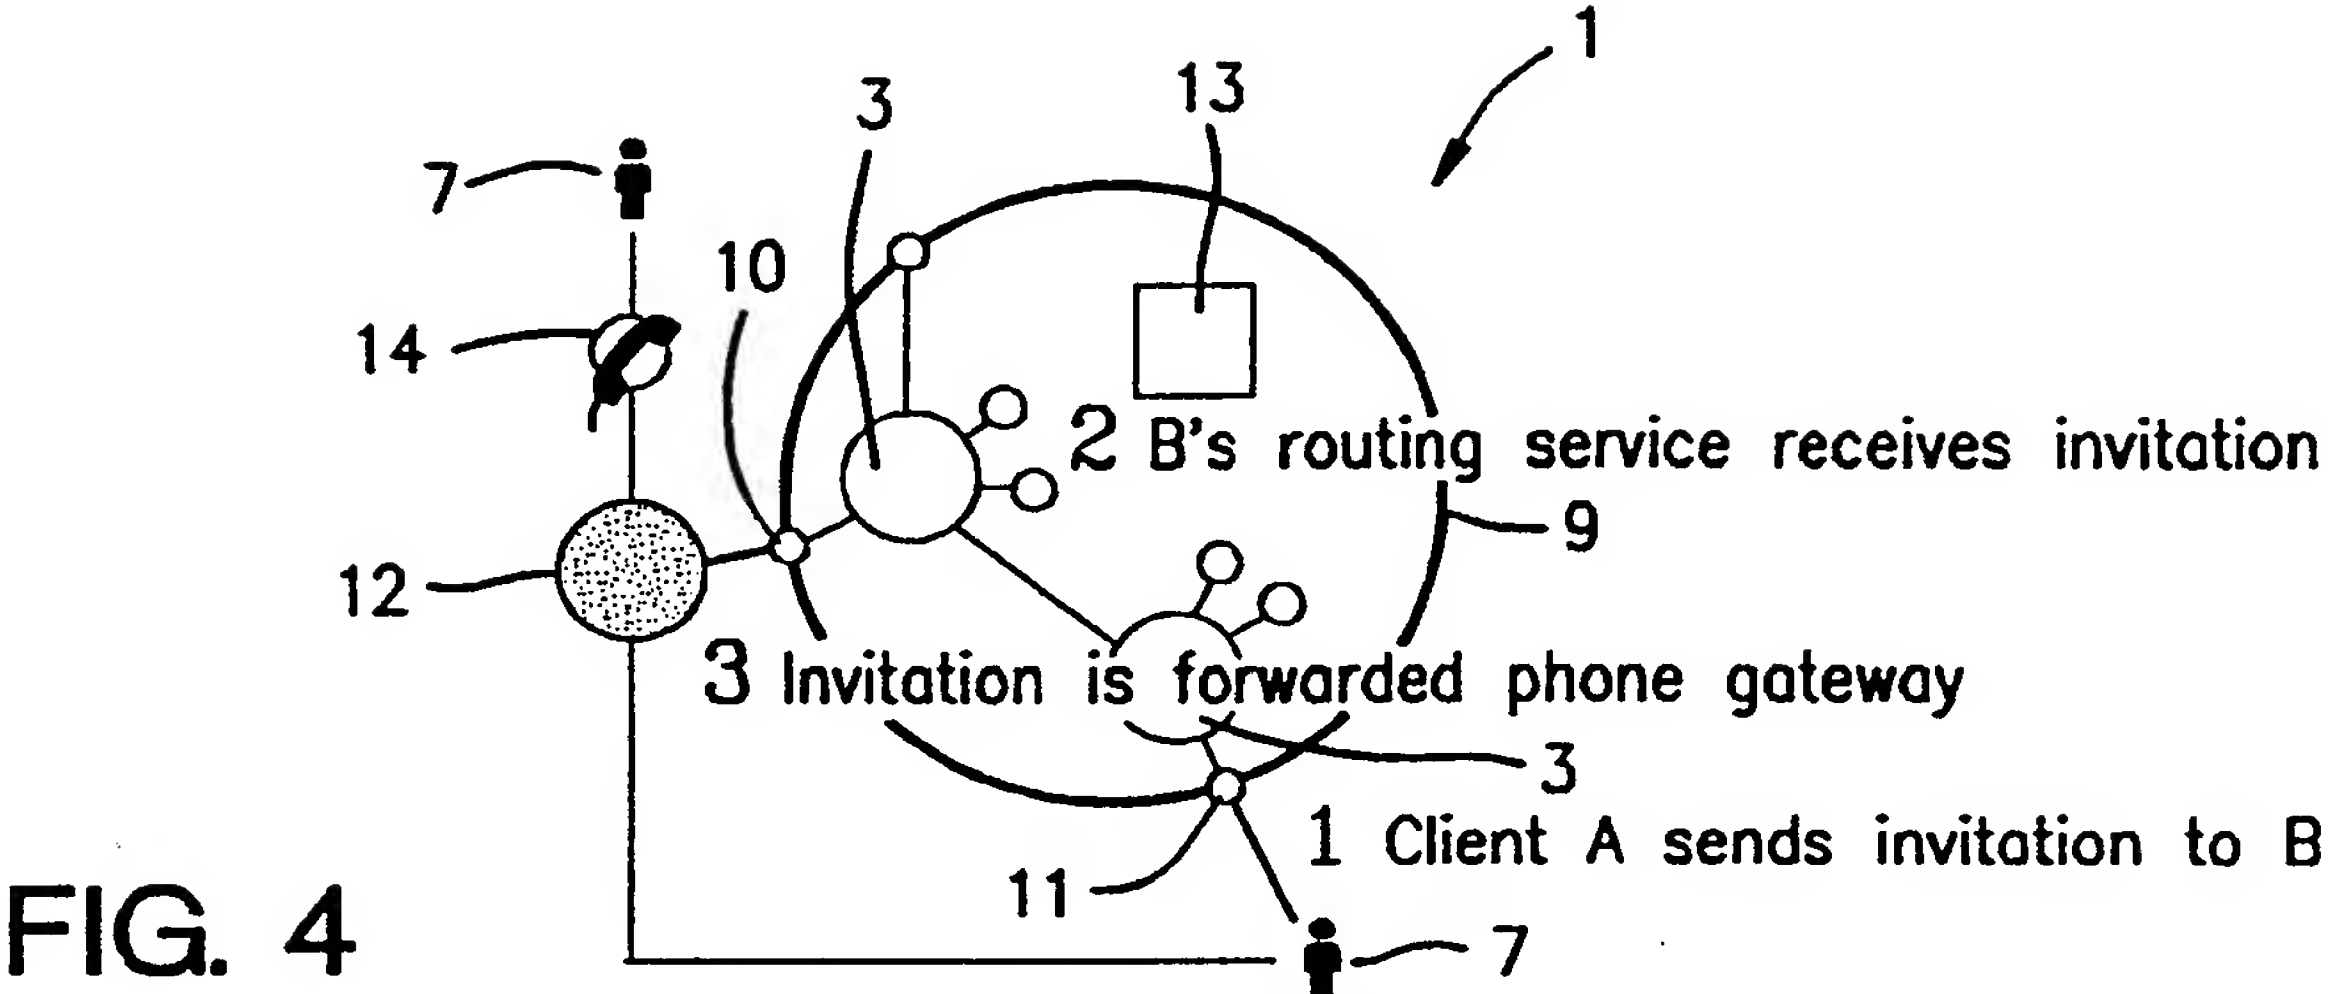 1
13
3
7
10
14
2 B's routing service receives invitation
9
12
3 Invitation is forwarded phone gateway
3
1 Client A sends invitation to B
11
FIG. 4
7